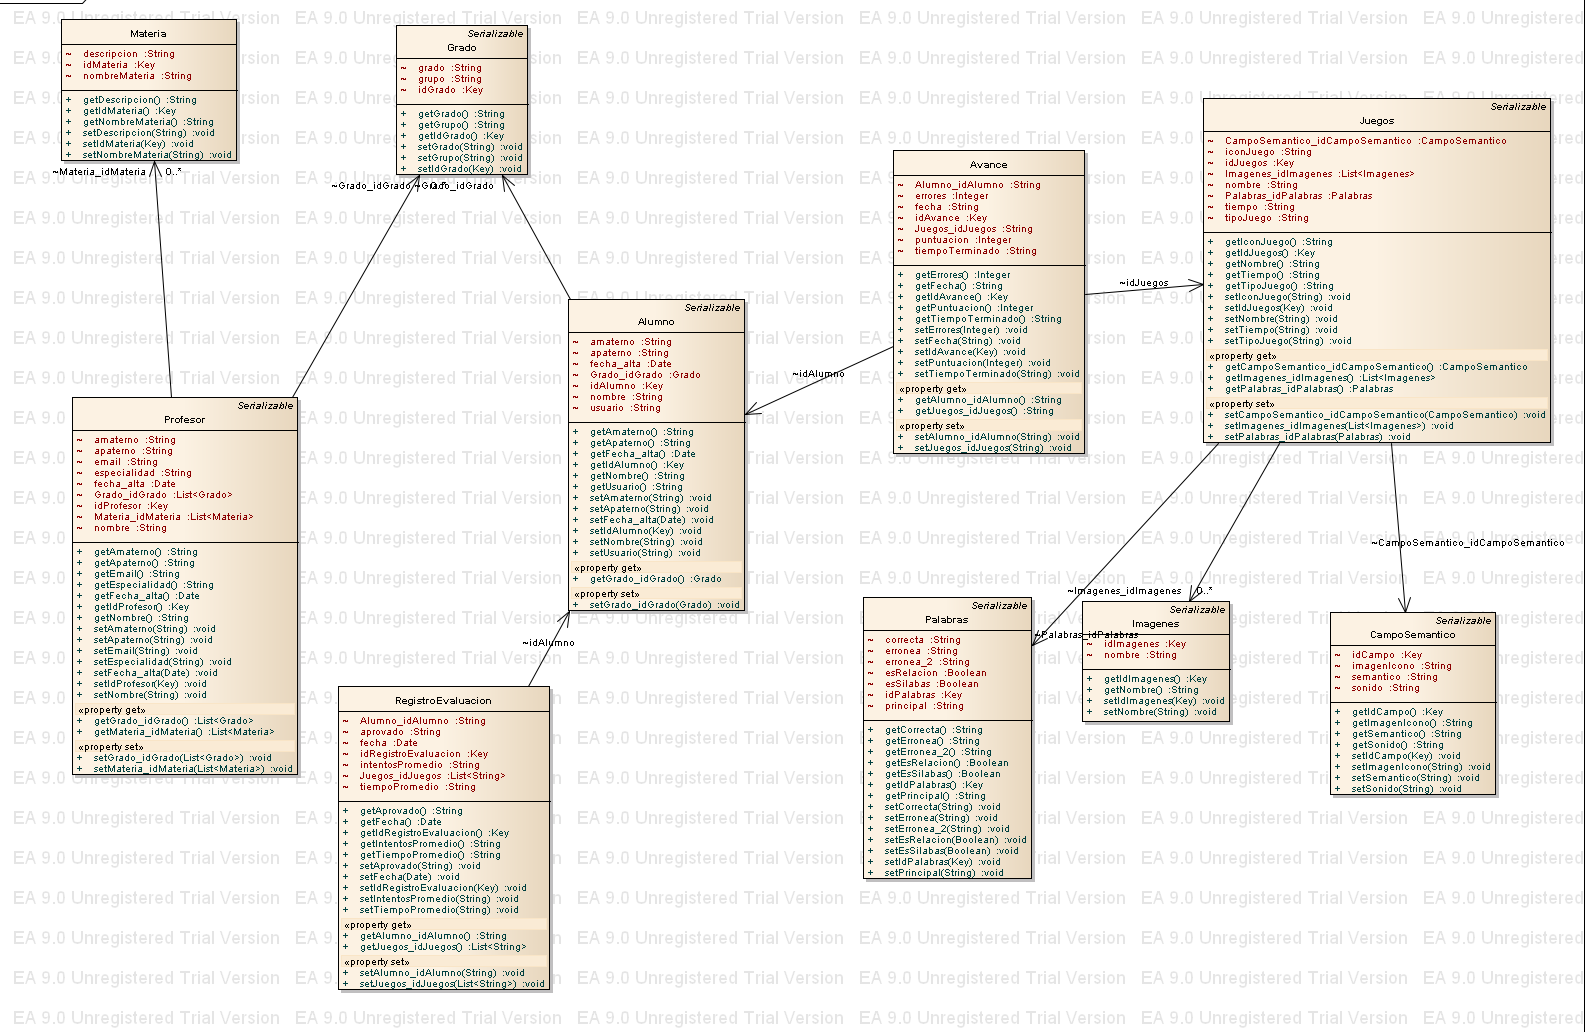 Materia
~ descripcion :String
~ idMateria :Key
~ nombreMateria :String
+ getDescripcion() :String
+ getIdMateria() :Key
+ getNombreMateria() :String
+ setDescripcion(String) :void
+ setIdMateria(Key) :void
+ setNombreMateria(String) :void
~Materia_idMateria 0..*
Serializable
Grado
~ grado :String
~ grupo :String
~ idGrado :Key
+ getGrado() :String
+ getGrupo() :String
+ getIdGrado() :Key
+ setGrado(String) :void
+ setGrupo(String) :void
+ setIdGrado(Key) :void
~Grado_idGrado 0..*
~Grado_idGrado
Serializable
Profesor
~ amaterno :String
~ apaterno :String
~ email :String
~ especialidad :String
~ fecha_alta :Date
~ Grado_idGrado :List<Grado>
~ idProfesor :Key
~ Materia_idMateria :List<Materia>
~ nombre :String
+ getAmaterno() :String
+ getApaterno() :String
+ getEmail() :String
+ getEspecialidad() :String
+ getFecha_alta() :Date
+ getIdProfesor() :Key
+ getNombre() :String
+ setAmaterno(String) :void
+ setApaterno(String) :void
+ setEmail(String) :void
+ setEspecialidad(String) :void
+ setFecha_alta(Date) :void
+ setIdProfesor(Key) :void
+ setNombre(String) :void
«property get»
+ getGrado_idGrado() :List<Grado>
+ getMateria_idMateria() :List<Materia>
«property set»
+ setGrado_idGrado(List<Grado>) :void
+ setMateria_idMateria(List<Materia>) :void
Serializable
Alumno
~ amaterno :String
~ apaterno :String
~ fecha_alta :Date
~ Grado_idGrado :Grado
~ idAlumno :Key
~ nombre :String
~ usuario :String
+ getAmaterno() :String
+ getApaterno() :String
+ getFecha_alta() :Date
+ getIdAlumno() :Key
+ getNombre() :String
+ getUsuario() :String
+ setAmaterno(String) :void
+ setApaterno(String) :void
+ setFecha_alta(Date) :void
+ setIdAlumno(Key) :void
+ setNombre(String) :void
+ setUsuario(String) :void
«property get»
+ getGrado_idGrado() :Grado
«property set»
+ setGrado_idGrado(Grado) :void
~idAlumno
RegistroEvaluacion
~ Alumno_idAlumno :String
~ aprovado :String
~ fecha :Date
~ idRegistroEvaluacion :Key
~ intentosPromedio :String
~ Juegos_idJuegos :List<String>
~ tiempoPromedio :String
+ getAprovado() :String
+ getFecha() :Date
+ getIdRegistroEvaluacion() :Key
+ getIntentosPromedio() :String
+ getTiempoPromedio() :String
+ setAprovado(String) :void
+ setFecha(Date) :void
+ setIdRegistroEvaluacion(Key) :void
+ setIntentosPromedio(String) :void
+ setTiempoPromedio(String) :void
«property get»
+ getAlumno_idAlumno() :String
+ getJuegos_idJuegos() :List<String>
«property set»
+ setAlumno_idAlumno(String) :void
+ setJuegos_idJuegos(List<String>) :void
Avance
~ Alumno_idAlumno :String
~ errores :Integer
~ fecha :String
~ idAvance :Key
~ Juegos_idJuegos :String
~ puntuacion :Integer
~ tiempoTerminado :String
+ getErrores() :Integer
+ getFecha() :String
+ getIdAvance() :Key
+ getPuntuacion() :Integer
+ getTiempoTerminado() :String
+ setErrores(Integer) :void
+ setFecha(String) :void
+ setIdAvance(Key) :void
+ setPuntuacion(Integer) :void
+ setTiempoTerminado(String) :void
«property get»
+ getAlumno_idAlumno() :String
+ getJuegos_idJuegos() :String
«property set»
+ setAlumno_idAlumno(String) :void
+ setJuegos_idJuegos(String) :void
~idAlumno
~idJuegos
Serializable
Juegos
~ CampoSemantico_idCampoSemantico :CampoSemantico
~ iconJuego :String
~ idJuegos :Key
~ Imagenes_idImagenes :List<Imagenes>
~ nombre :String
~ Palabras_idPalabras :Palabras
~ tiempo :String
~ tipoJuego :String
+ getIconJuego() :String
+ getIdJuegos() :Key
+ getNombre() :String
+ getTiempo() :String
+ getTipoJuego() :String
+ setIconJuego(String) :void
+ setIdJuegos(Key) :void
+ setNombre(String) :void
+ setTiempo(String) :void
+ setTipoJuego(String) :void
«property get»
+ getCampoSemantico_idCampoSemantico() :CampoSemantico
+ getImagenes_idImagenes() :List<Imagenes>
+ getPalabras_idPalabras() :Palabras
«property set»
+ setCampoSemantico_idCampoSemantico(CampoSemantico) :void
+ setImagenes_idImagenes(List<Imagenes>) :void
+ setPalabras_idPalabras(Palabras) :void
~CampoSemantico_idCampoSemantico
~Imagenes_idImagenes 0..*
~Palabras_idPalabras
Serializable
Palabras
~ correcta :String
~ erronea :String
~ erronea_2 :String
~ esRelacion :Boolean
~ esSilabas :Boolean
~ idPalabras :Key
~ principal :String
+ getCorrecta() :String
+ getErronea() :String
+ getErronea_2() :String
+ getEsRelacion() :Boolean
+ getEsSilabas() :Boolean
+ getIdPalabras() :Key
+ getPrincipal() :String
+ setCorrecta(String) :void
+ setErronea(String) :void
+ setErronea_2(String) :void
+ setEsRelacion(Boolean) :void
+ setEsSilabas(Boolean) :void
+ setIdPalabras(Key) :void
+ setPrincipal(String) :void
Serializable
Imagenes
~ idImagenes :Key
~ nombre :String
+ getIdImagenes() :Key
+ getNombre() :String
+ setIdImagenes(Key) :void
+ setNombre(String) :void
Serializable
CampoSemantico
~ idCampo :Key
~ imagenIcono :String
~ semantico :String
~ sonido :String
+ getIdCampo() :Key
+ getImagenIcono() :String
+ getSemantico() :String
+ getSonido() :String
+ setIdCampo(Key) :void
+ setImagenIcono(String) :void
+ setSemantico(String) :void
+ setSonido(String) :void
EA 9.0 Unregistered Trial Version